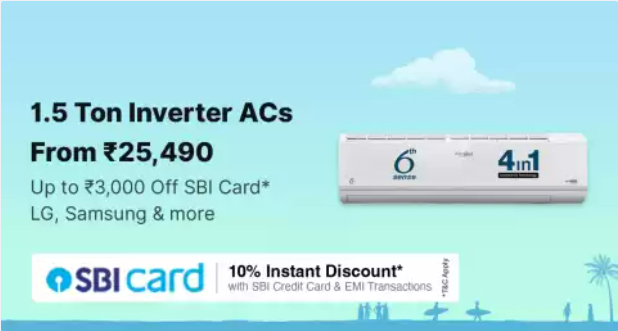 1.5 Ton Inverter ACs
From ₹25,490
Up to ₹3,000 Off SBI Card*
LG, Samsung & more
6th
sense
4in1
SBI card
10% Instant Discount*
with SBI Credit Card & EMI Transactions
*T&C Apply